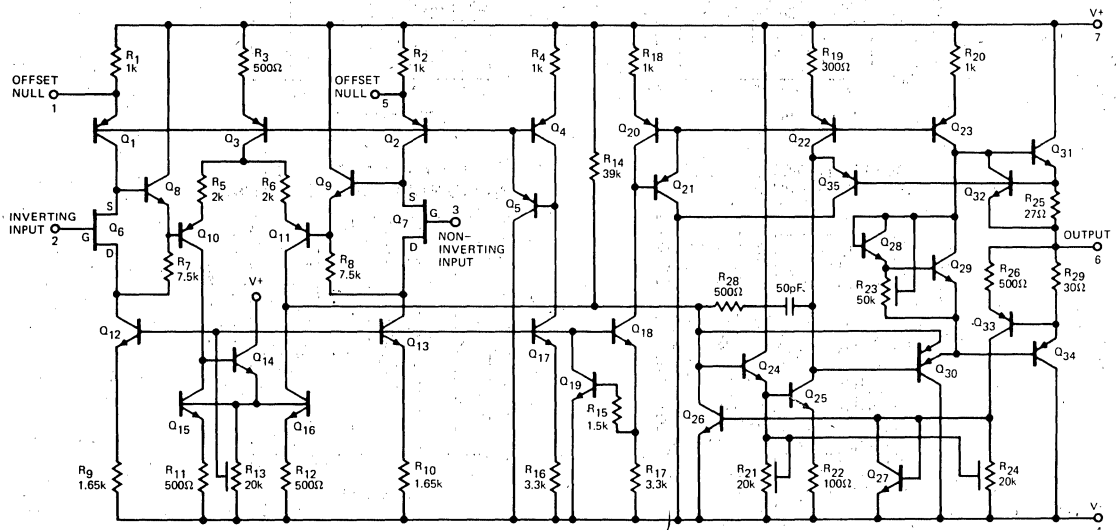 V+
7
R1
1k
R3
500Ω
R2
1k
R4
1k
R18
1k
R19
300Ω
R20
1k
OFFSET
NULL
1
OFFSET
NULL
5
Q1
Q3
Q2
Q4
Q20
Q22
Q23
Q31
R14
39k
Q8
R5
2k
R6
2k
Q9
Q5
Q21
Q35
Q32
R25
27Ω
INVERTING
INPUT
2
S
G
D
Q6
Q10
Q11
S
G
D
Q7
3
NON-
INVERTING
INPUT
OUTPUT
6
R7
7.5k
R8
7.5k
V+
Q28
Q29
R23
50k
R26
500Ω
R29
30Ω
R28
500Ω
50pF
Q12
Q14
Q13
Q17
Q18
Q33
Q34
Q19
R15
1.5k
Q24
Q25
Q30
Q26
Q15
Q16
R9
1.65k
R11
500Ω
R13
20k
R12
500Ω
R10
1.65k
R16
3.3k
R17
3.3k
R21
20k
R22
100Ω
Q27
R24
20k
V-